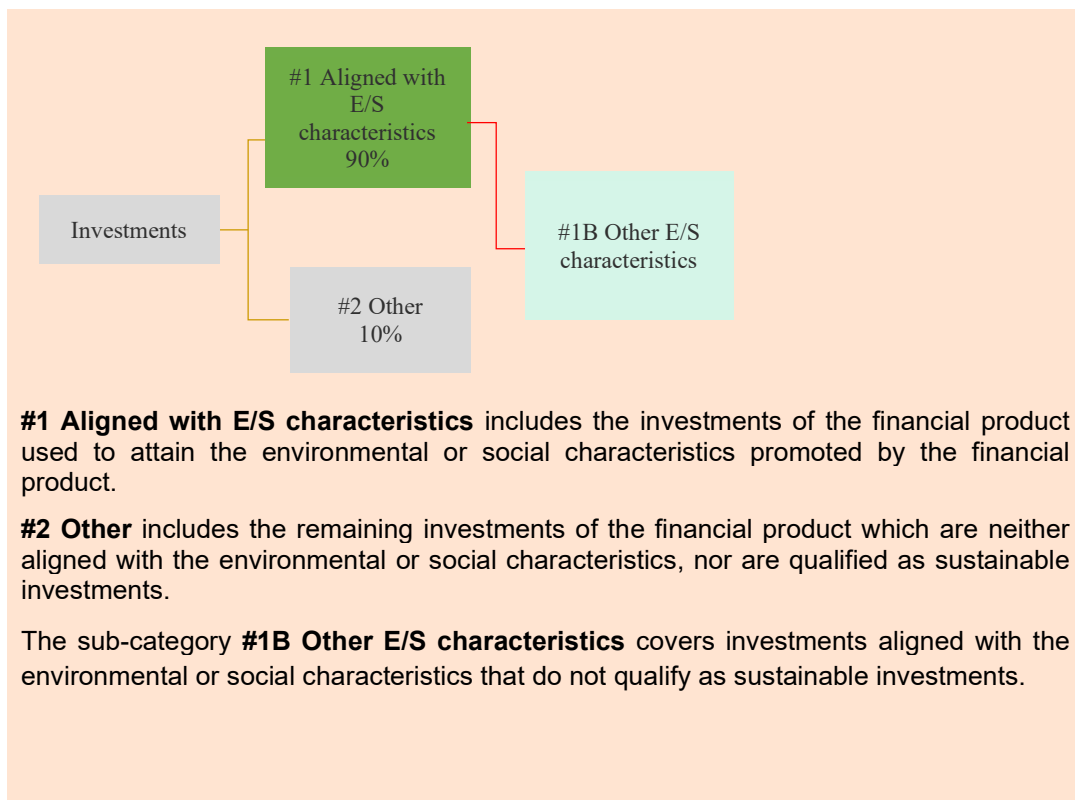 #1 Aligned with
E/S
characteristics
90%
Investments
#1B Other E/S
characteristics
#2 Other
10%
#1 Aligned with E/S characteristics includes the investments of the financial product
used to attain the environmental or social characteristics promoted by the financial
product.
#2 Other includes the remaining investments of the financial product which are neither
aligned with the environmental or social characteristics, nor are qualified as sustainable
investments.
The sub-category #1B Other E/S characteristics covers investments aligned with the
environmental or social characteristics that do not qualify as sustainable investments.